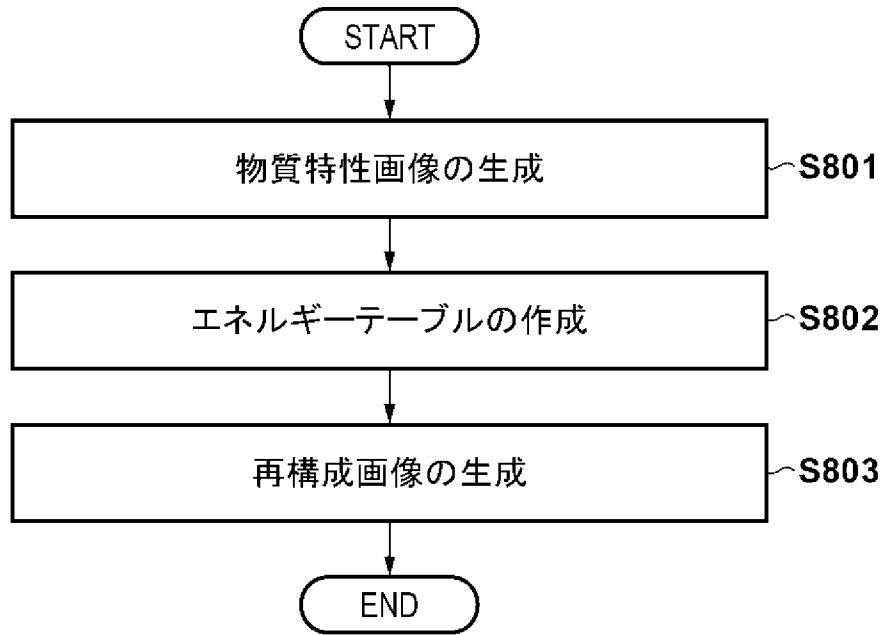 START
物質特性画像の生成
S801
エネルギーテーブルの作成
S802
再構成画像の生成
S803
END